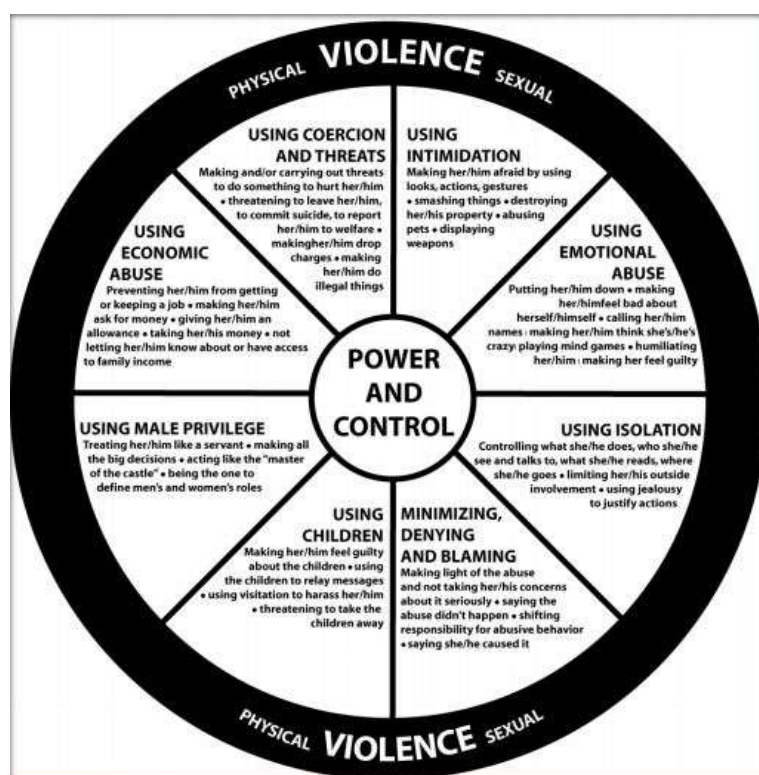 PHYSICAL VIOLENCE SEXUAL
USING COERCION
AND THREATS
Making and/or carrying out threats
to do something to hurt her/him
• threatening to leave her/him,
to commit suicide, to report
her/him to welfare •
makingher/him drop
charges • making
her/him do
illegal things
USING
INTIMIDATION
Making her/him afraid by using
looks, actions, gestures
• smashing things • destroying
her/his property • abusing
pets • displaying
weapons
USING
ECONOMIC
ABUSE
Preventing her/him from getting
or keeping a job • making her/him
ask for money • giving her/him an
allowance • taking her/his money • not
letting her/him know about or have access
to family income
USING
EMOTIONAL
ABUSE
Putting her/him down • making
her/himfeel bad about
herself/himself • calling her/him
names • making her/him think she's/he's
crazy• playing mind games • humiliating
her/him • making her feel guilty
POWER
AND
CONTROL
USING MALE PRIVILEGE
Treating her/him like a servant • making all
the big decisions • acting like the "master
of the castle" • being the one to
define men's and women's roles
USING ISOLATION
Controlling what she/he does, who she/he
see and talks to, what she/he reads, where
she/he goes • limiting her/his outside
involvement • using jealousy
to justify actions
USING
CHILDREN
Making her/him feel guilty
about the children • using
the children to relay messages
• using visitation to harass her/him
• threatening to take the
children away
MINIMIZING,
DENYING
AND BLAMING
Making light of the abuse
and not taking her/his concerns
about it seriously • saying the
abuse didn't happen • shifting
responsibility for abusive behavior
• saying she/he caused it
PHYSICAL VIOLENCE SEXUAL